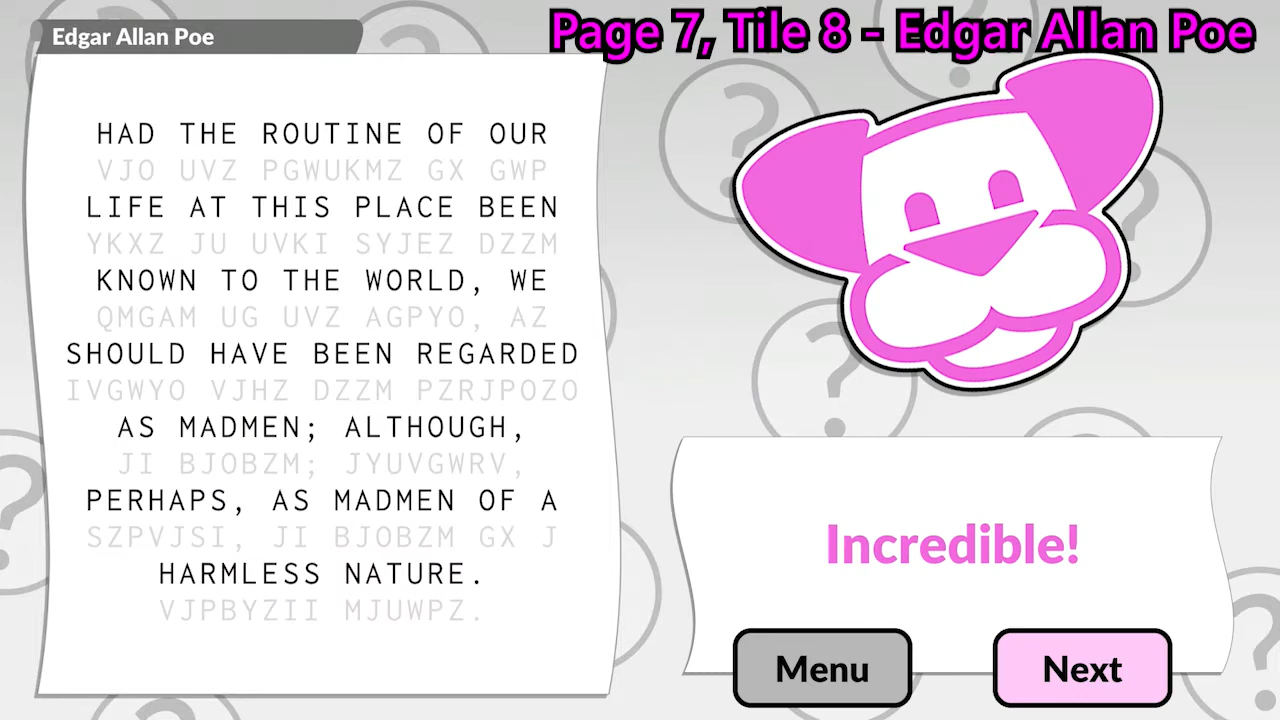 Edgar Allan Poe
Page 7, Tile 8 - Edgar Allan Poe
HAD THE ROUTINE OF OUR
VJO UVZ PGWUKMZ GX GWP
LIFE AT THIS PLACE BEEN
YKXZ JU UVKI SYJEZ DZZM
KNOWN TO THE WORLD, WE
QMGAM UG UVZ AGPYO, AZ
SHOULD HAVE BEEN REGARDED
IVGWYO VJHZ DZZM PZRJPOZO
AS MADMEN; ALTHOUGH,
JI BJOBZM; JYUVGWRV,
PERHAPS, AS MADMEN OF A
SZPVJSI, JI BJOBZM GX J
HARMLESS NATURE.
VJPBYZII MJUWPZ.
Incredible!
Menu
Next